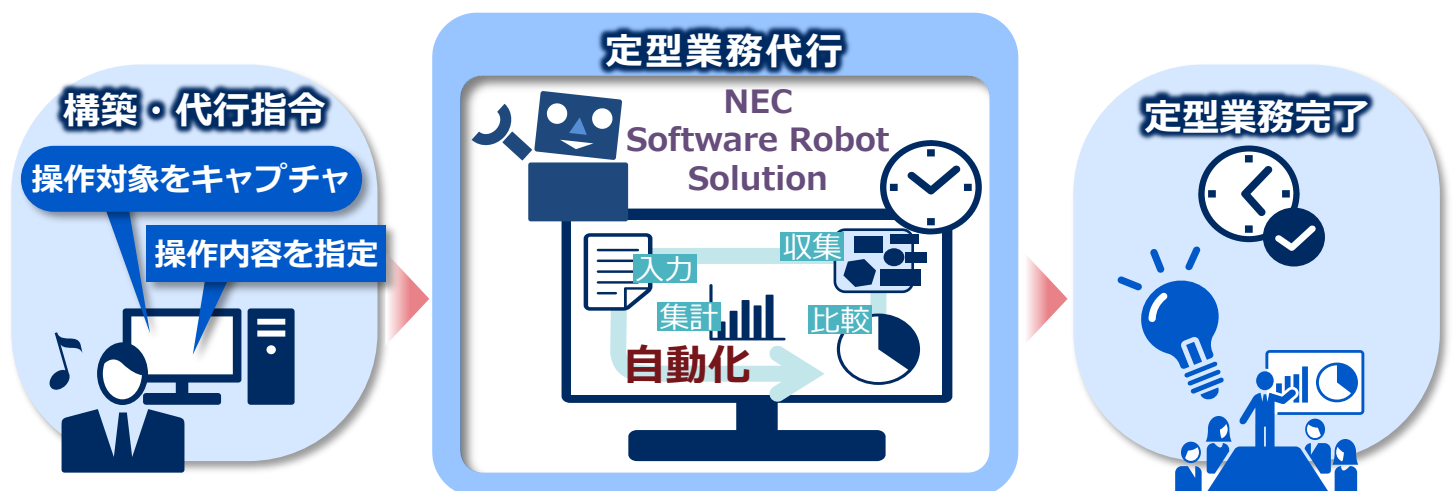 構築・代行指令
操作対象をキャプチャ
操作内容を指定
定型業務代行
NEC
Software Robot
Solution
入力
収集
集計
比較
自動化
定型業務完了